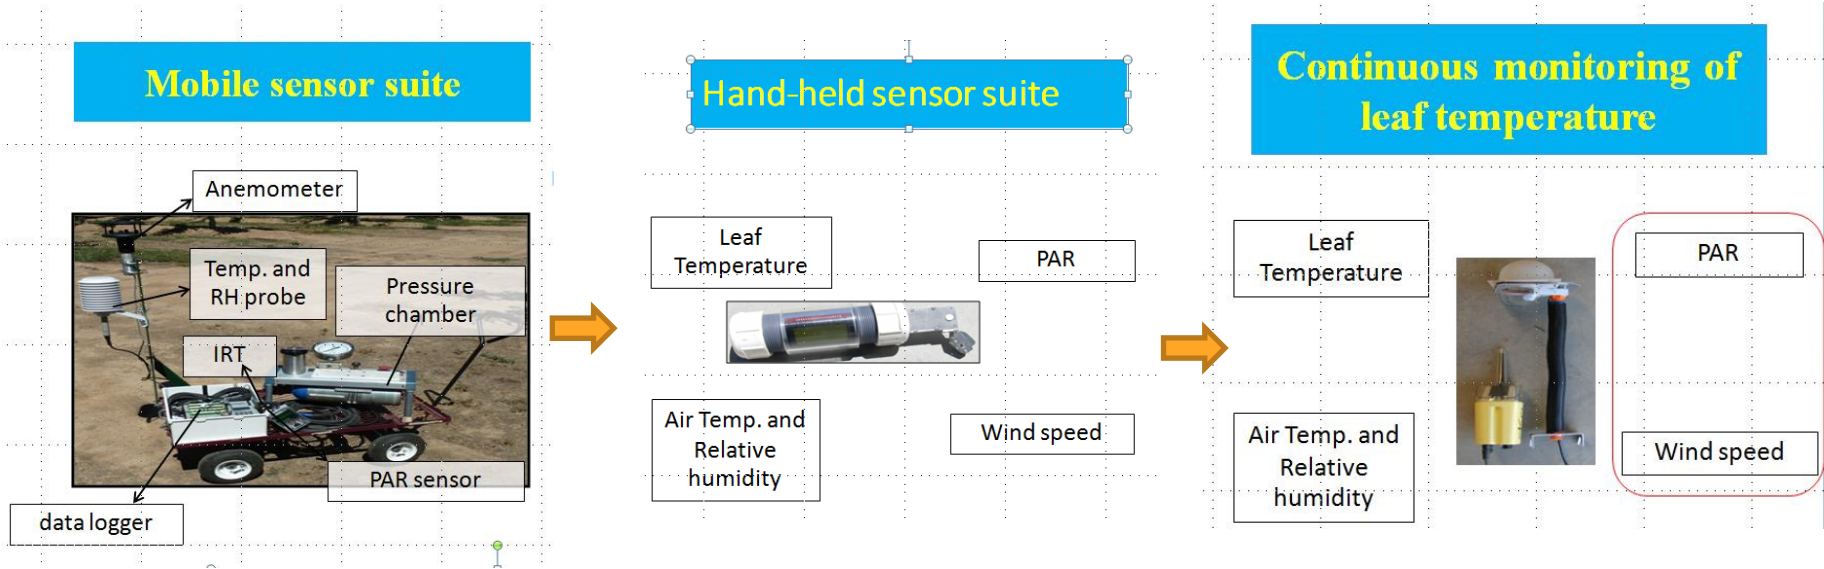 Mobile sensor suite
Anemometer
Temp. and
RH probe
Pressure
chamber
IRT
PAR sensor
data logger
Hand-held sensor suite
Leaf
Temperature
PAR
Air Temp. and
Relative
humidity
Wind speed
Continuous monitoring of
leaf temperature
Leaf
Temperature
PAR
Air Temp. and
Relative
humidity
Wind speed